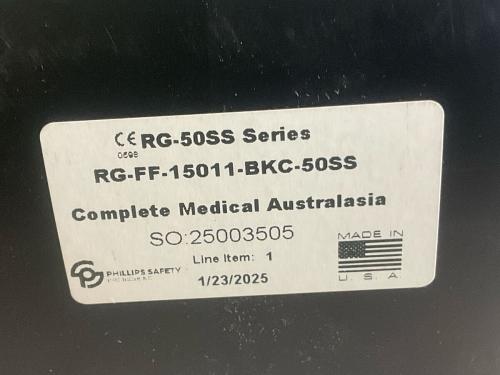 CE RG-50SS Series
0598
RG-FF-15011-BKC-50SS
Complete Medical Australasia
SO:25003505
MADE IN
Line Item: 1
U.S.A.
PHILLIPS SAFETY
1/23/2025